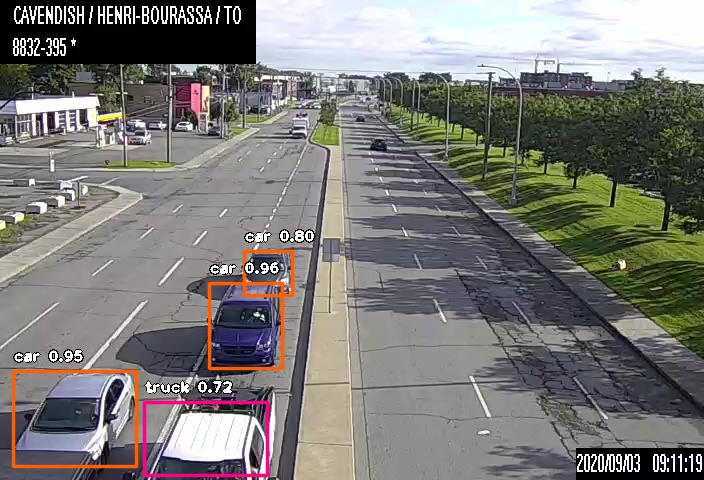 CAVENDISH / HENRI-BOURASSA / TO
8832-395 *
car 0.80
car 0.96
car 0.95
truck 0.72
2020/09/03 09:11:19